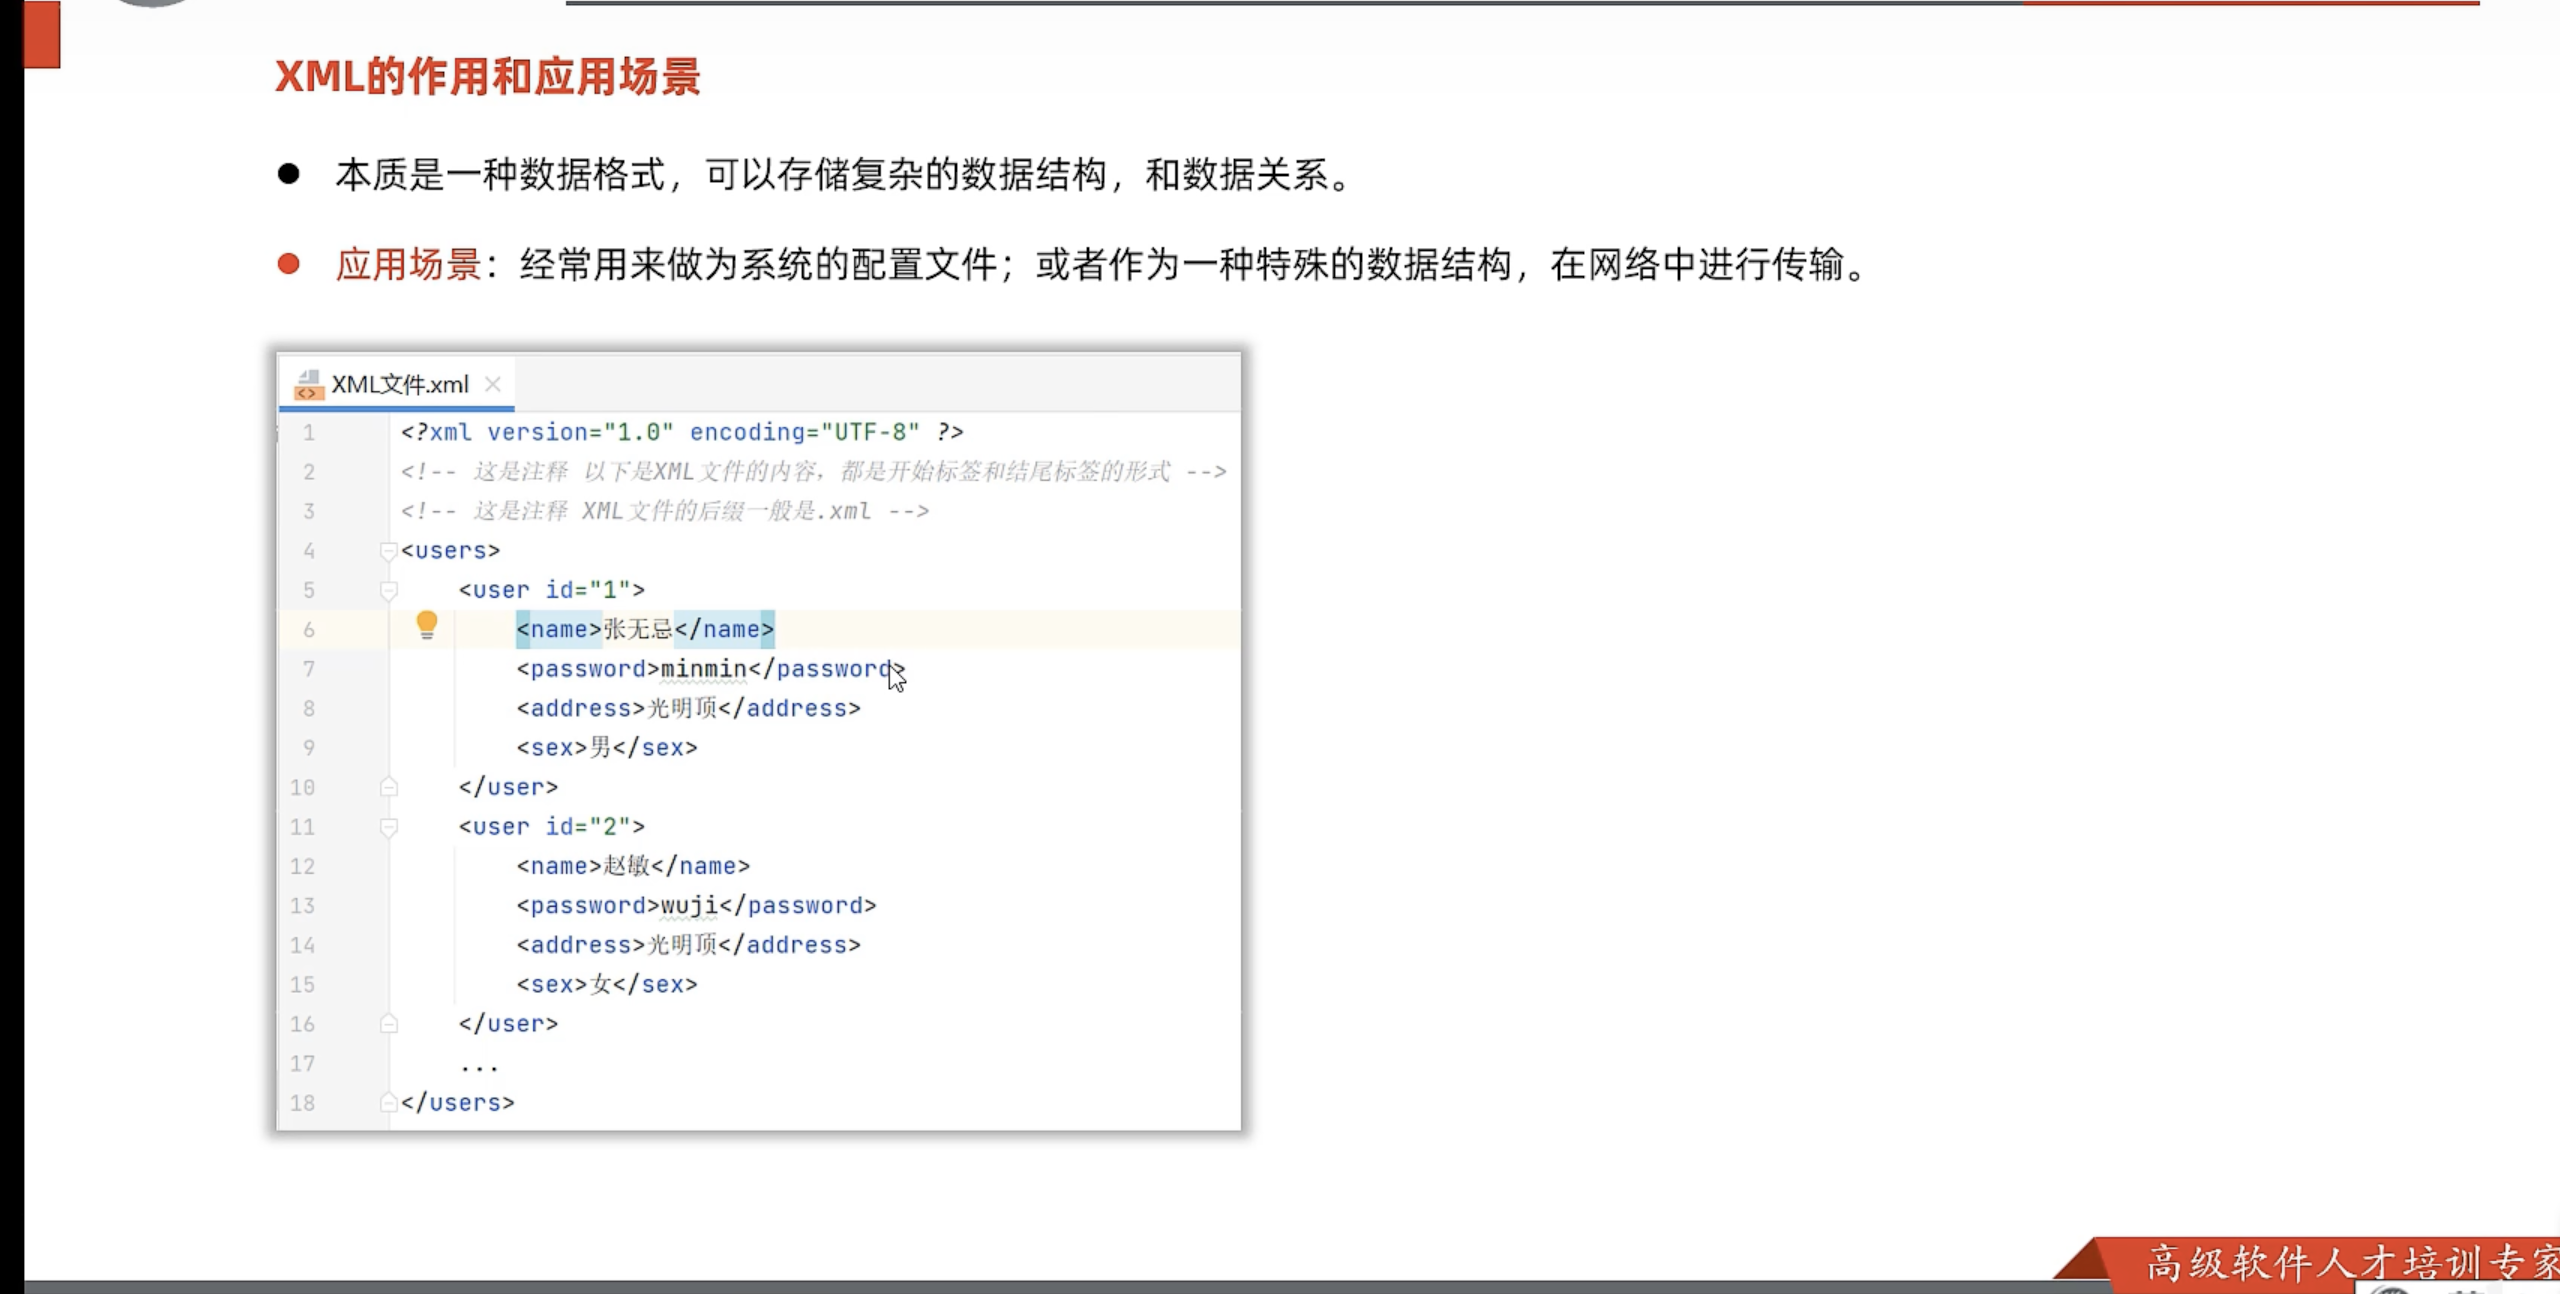 XML的作用和应用场景
本质是一种数据格式，可以存储复杂的数据结构，和数据关系。
应用场景：经常用来做为系统的配置文件；或者作为一种特殊的数据结构，在网络中进行传输。
XML文件.xml
1 <?xml version="1.0" encoding="UTF-8" ?>
2 <!-- 这是注释 以下是XML文件的内容，都是开始标签和结尾标签的形式 -->
3 <!-- 这是注释 XML文件的后缀一般是.xml -->
4 <users>
5 <user id="1">
6 <name>张无忌</name>
7 <password>minmin</password>
8 <address>光明顶</address>
9 <sex>男</sex>
10 </user>
11 <user id="2">
12 <name>赵敏</name>
13 <password>wuji</password>
14 <address>光明顶</address>
15 <sex>女</sex>
16 </user>
17 ...
18 </users>
高级软件人才培训专家